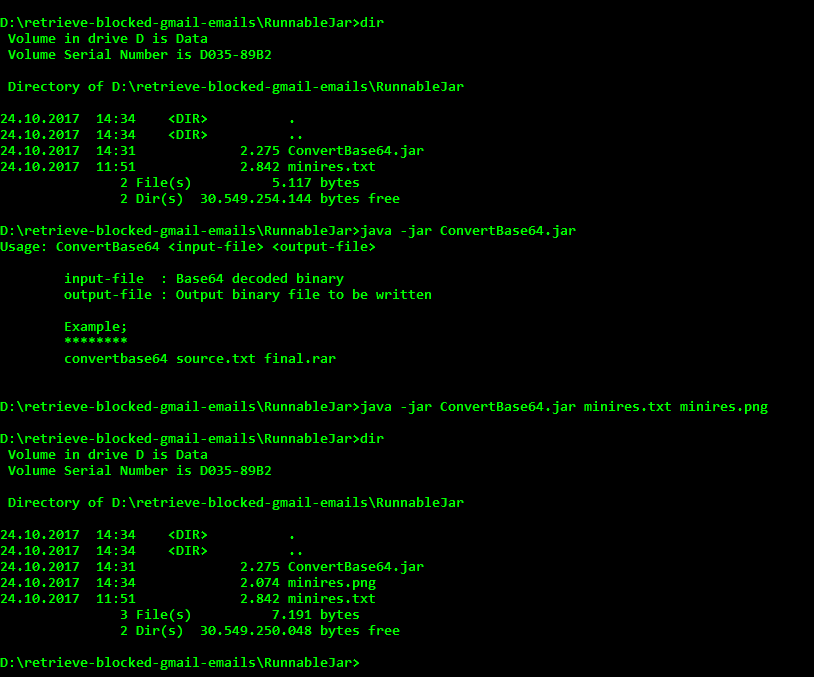 D:\retrieve-blocked-gmail-emails\RunnableJar>dir
Volume in drive D is Data
Volume Serial Number is D035-89B2
Directory of D:\retrieve-blocked-gmail-emails\RunnableJar
24.10.2017  14:34    <DIR>          .
24.10.2017  14:34    <DIR>          ..
24.10.2017  14:31             2.275 ConvertBase64.jar
24.10.2017  11:51             2.842 minires.txt
2 File(s)          5.117 bytes
2 Dir(s)  30.549.254.144 bytes free
D:\retrieve-blocked-gmail-emails\RunnableJar>java -jar ConvertBase64.jar
Usage: ConvertBase64 <input-file> <output-file>
input-file  : Base64 decoded binary
output-file : Output binary file to be written
Example;
********
convertbase64 source.txt final.rar
D:\retrieve-blocked-gmail-emails\RunnableJar>java -jar ConvertBase64.jar minires.txt minires.png
D:\retrieve-blocked-gmail-emails\RunnableJar>dir
Volume in drive D is Data
Volume Serial Number is D035-89B2
Directory of D:\retrieve-blocked-gmail-emails\RunnableJar
24.10.2017  14:34    <DIR>          .
24.10.2017  14:34    <DIR>          ..
24.10.2017  14:31             2.275 ConvertBase64.jar
24.10.2017  14:34             2.074 minires.png
24.10.2017  11:51             2.842 minires.txt
3 File(s)          7.191 bytes
2 Dir(s)  30.549.250.048 bytes free
D:\retrieve-blocked-gmail-emails\RunnableJar>